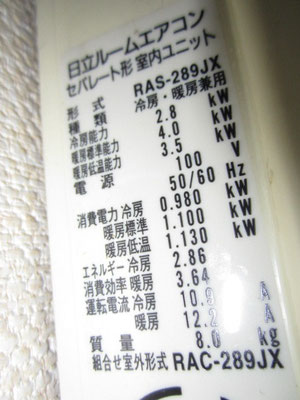 日立ルームエアコン
セパレート形 室内ユニット
形式 RAS-289JX
種類 冷房・暖房兼用
冷房能力 2.8 kW
暖房標準能力 4.0 kW
暖房低温能力 3.5 kW
電源 100 V
50/60 Hz
消費電力 冷房 0.980 kW
暖房標準 1.100 kW
暖房低温 1.130 kW
エネルギー 冷房 2.86
消費効率 暖房 3.64
運転電流 冷房 A
暖房 A
質量 8.0 kg
組合せ室外形式 RAC-289JX